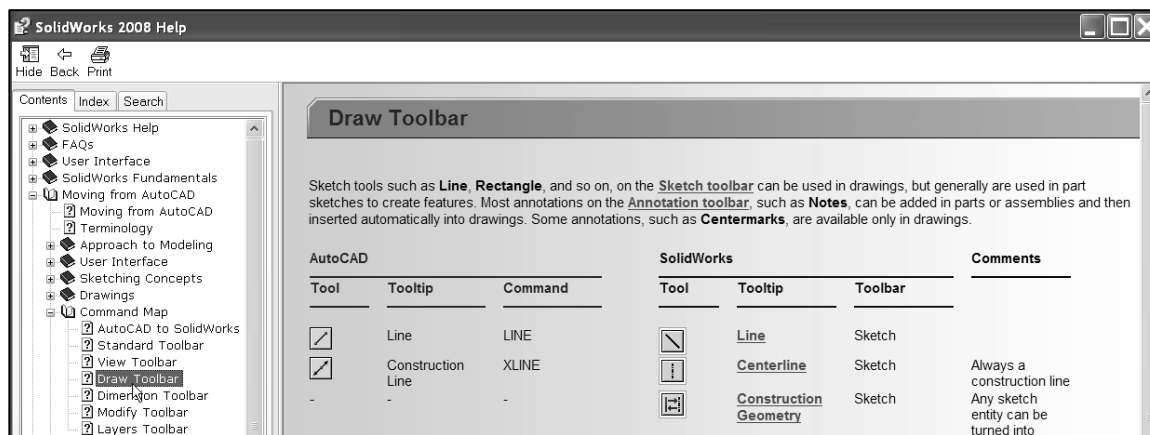 SolidWorks 2008 Help
Hide Back Print
Contents Index Search
SolidWorks Help
FAQs
User Interface
SolidWorks Fundamentals
Moving from AutoCAD
Moving from AutoCAD
Terminology
Approach to Modeling
User Interface
Sketching Concepts
Drawings
Command Map
AutoCAD to SolidWorks
Standard Toolbar
View Toolbar
Draw Toolbar
Dimension Toolbar
Modify Toolbar
Layers Toolbar
Draw Toolbar
Sketch tools such as Line, Rectangle, and so on, on the Sketch toolbar can be used in drawings, but generally are used in part
sketches to create features. Most annotations on the Annotation toolbar, such as Notes, can be added in parts or assemblies and then
inserted automatically into drawings. Some annotations, such as Centermarks, are available only in drawings.
AutoCAD SolidWorks Comments
Tool Tooltip Command Tool Tooltip Toolbar
Line LINE Line Sketch
Construction XLINE Centerline Sketch Always a
Line construction line
- - - Construction Sketch Any sketch
Geometry entity can be
turned into